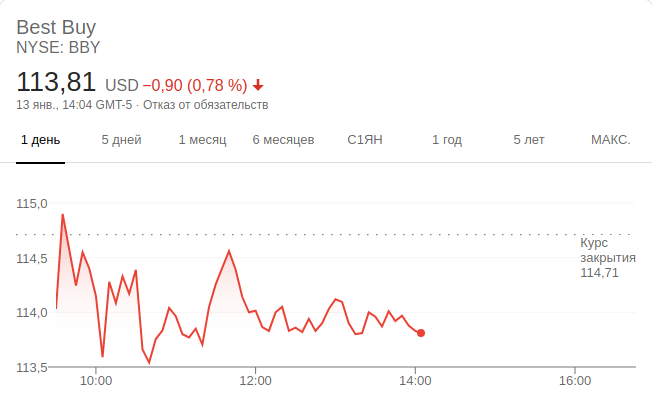 Best Buy
NYSE: BBY
113,81 USD −0,90 (0,78 %)
13 янв., 14:04 GMT-5 · Отказ от обязательств
1 день 5 дней 1 месяц 6 месяцев С1ЯН 1 год 5 лет МАКС.
115,0
114,5
114,0
113,5
Курс
закрытия
114,71
10:00 12:00 14:00 16:00